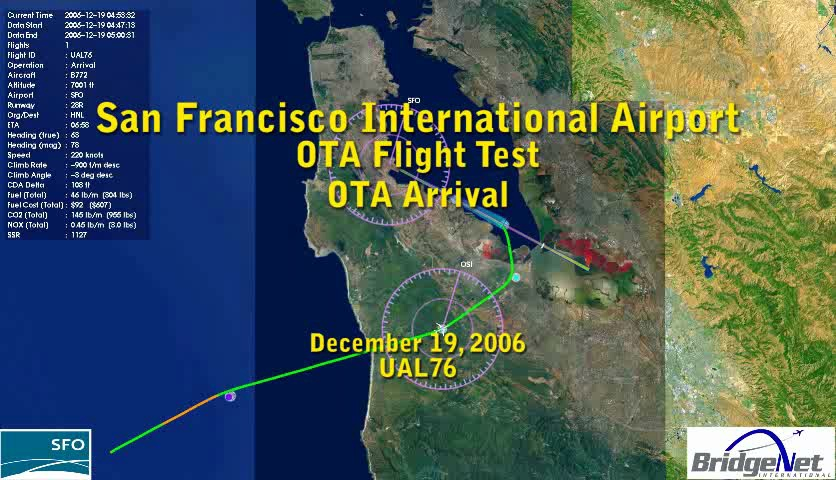 Current Time : 2006-12-19 04:53:32
Data Start : 2006-12-19 04:47:13
Data End : 2006-12-19 05:00:31
Flights : 1
Flight ID : UAL76
Operation : Arrival
Aircraft : B772
Altitude : 7001 ft
Airport : SFO
Runway : 28R
Org/Dest : HNL
ETA : 06:58
Heading (true) : 63
Heading (mag) : 78
Speed : 220 knots
Climb Rate : -900 f/m desc
Climb Angle : -3 deg desc
CDA Delta : 108 ft
Fuel (Total) : 46 lb/m (304 lbs)
Fuel Cost (Total) : $92 ($607)
CO2 (Total) : 145 lb/m (955 lbs)
NOX (Total) : 0.45 lb/m (3.0 lbs)
SSR : 1127
SFO
San Francisco International Airport
OTA Flight Test
OTA Arrival
OSI
December 19, 2006
UAL76
SFO
BridgeNet
INTERNATIONAL